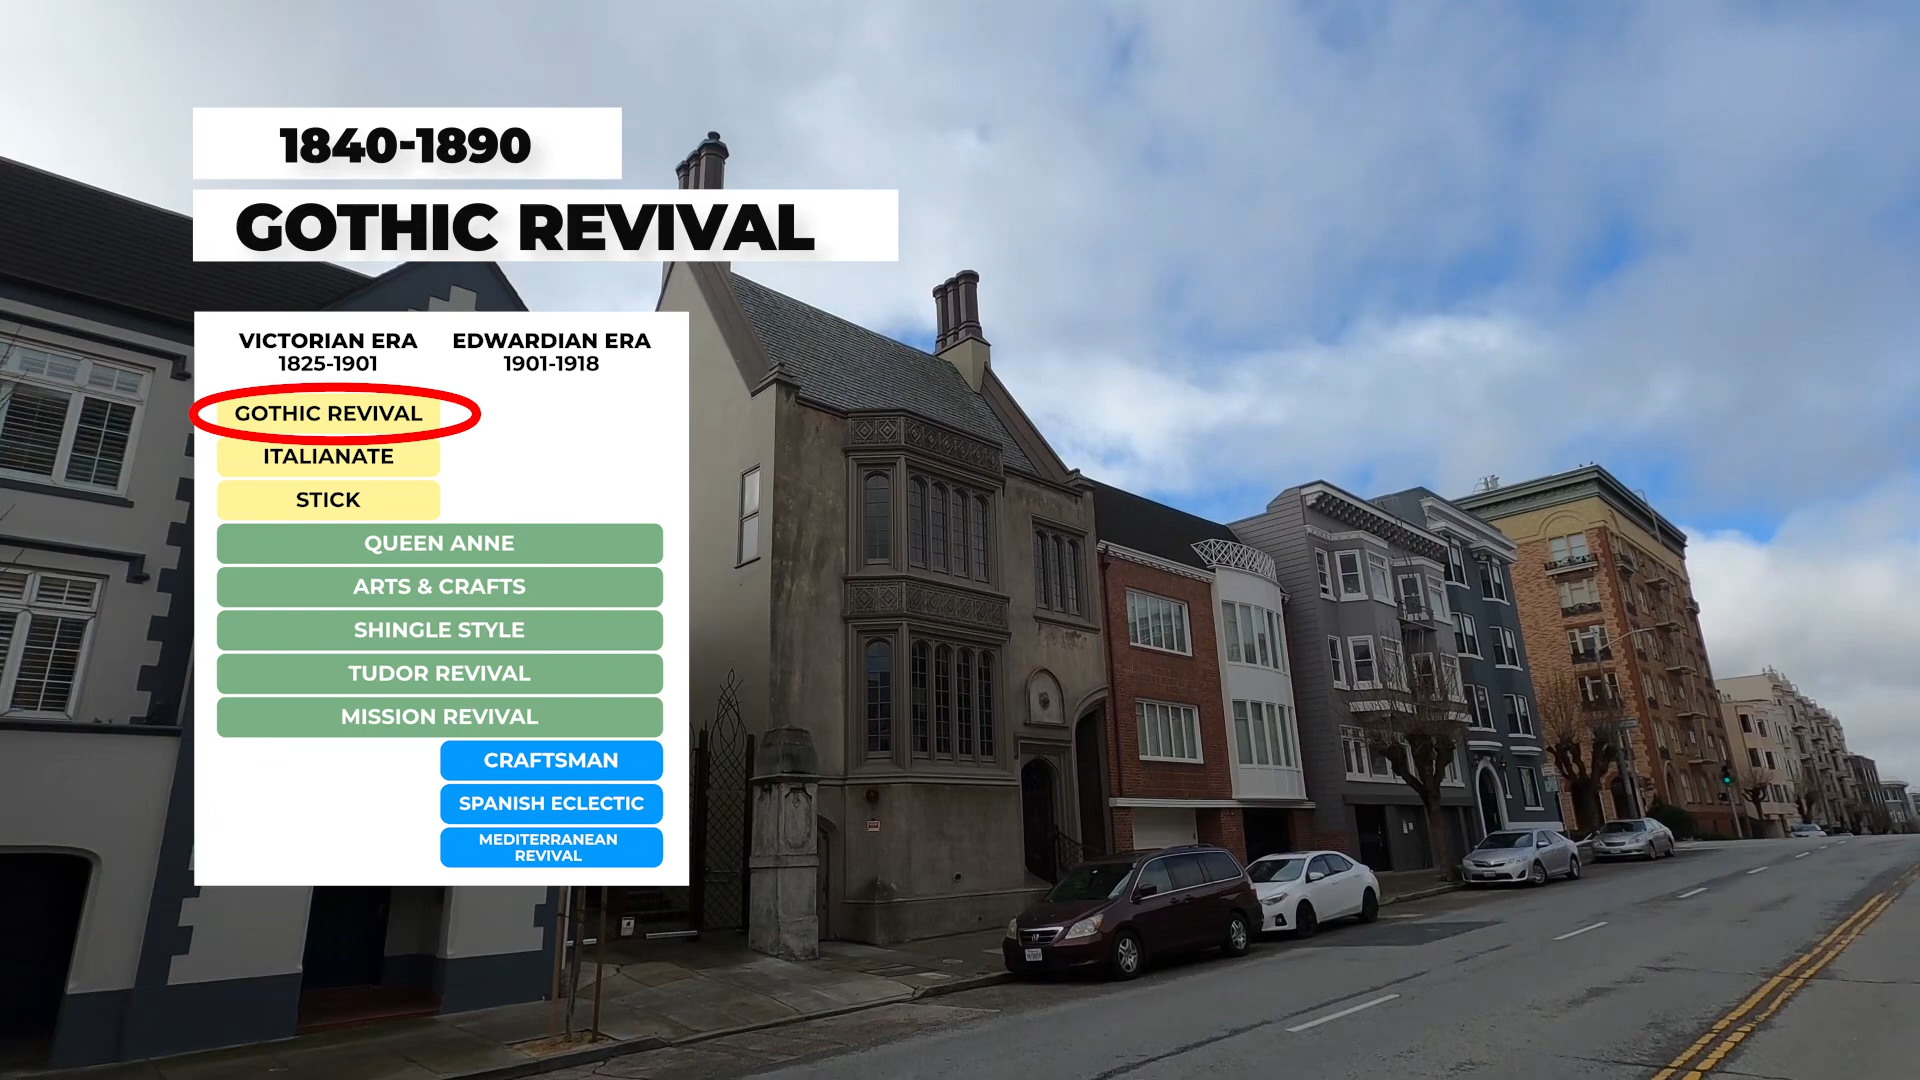 1840-1890
GOTHIC REVIVAL
VICTORIAN ERA
1825-1901
EDWARDIAN ERA
1901-1918
GOTHIC REVIVAL
ITALIANATE
STICK
QUEEN ANNE
ARTS & CRAFTS
SHINGLE STYLE
TUDOR REVIVAL
MISSION REVIVAL
CRAFTSMAN
SPANISH ECLECTIC
MEDITERRANEAN
REVIVAL